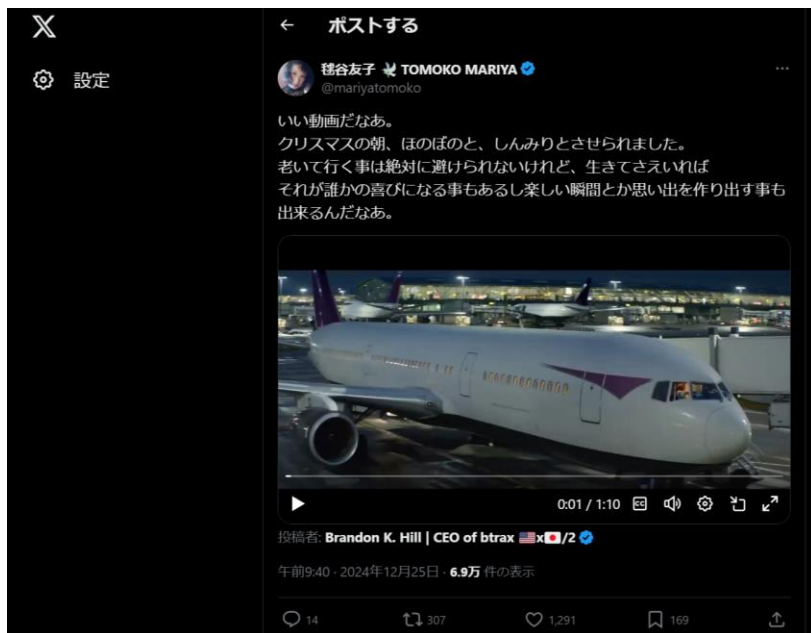 X
設定
← ポストする
毬谷友子 🕊 TOMOKO MARIYA
@mariyatomoko
いい動画だなあ。
クリスマスの朝、ほのぼのと、しんみりとさせられました。
老いて行く事は絶対に避けられないけれど、生きてさえいれば
それが誰かの喜びになる事もあるし楽しい瞬間とか思い出を作り出す事も
出来るんだなあ。
0:01 / 1:10 CC
投稿者: Brandon K. Hill | CEO of btrax 🇺🇸x🇯🇵/2
午前9:40 · 2024年12月25日 · 6.9万 件の表示
14 307 1,291 169